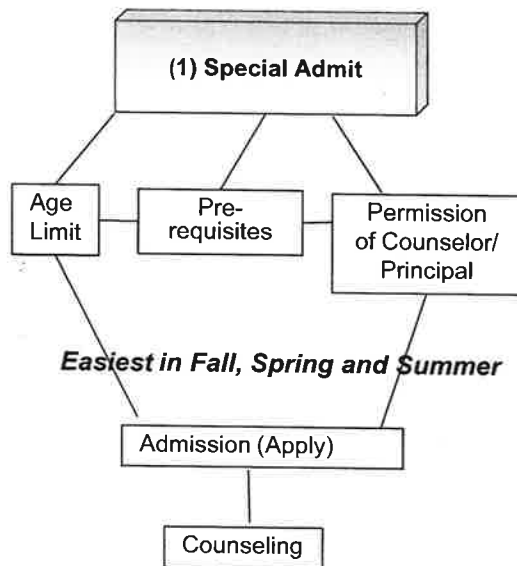 (1) Special Admit
Age
Limit
Pre-
requisites
Permission
of Counselor/
Principal
Easiest in Fall, Spring and Summer
Admission (Apply)
Counseling